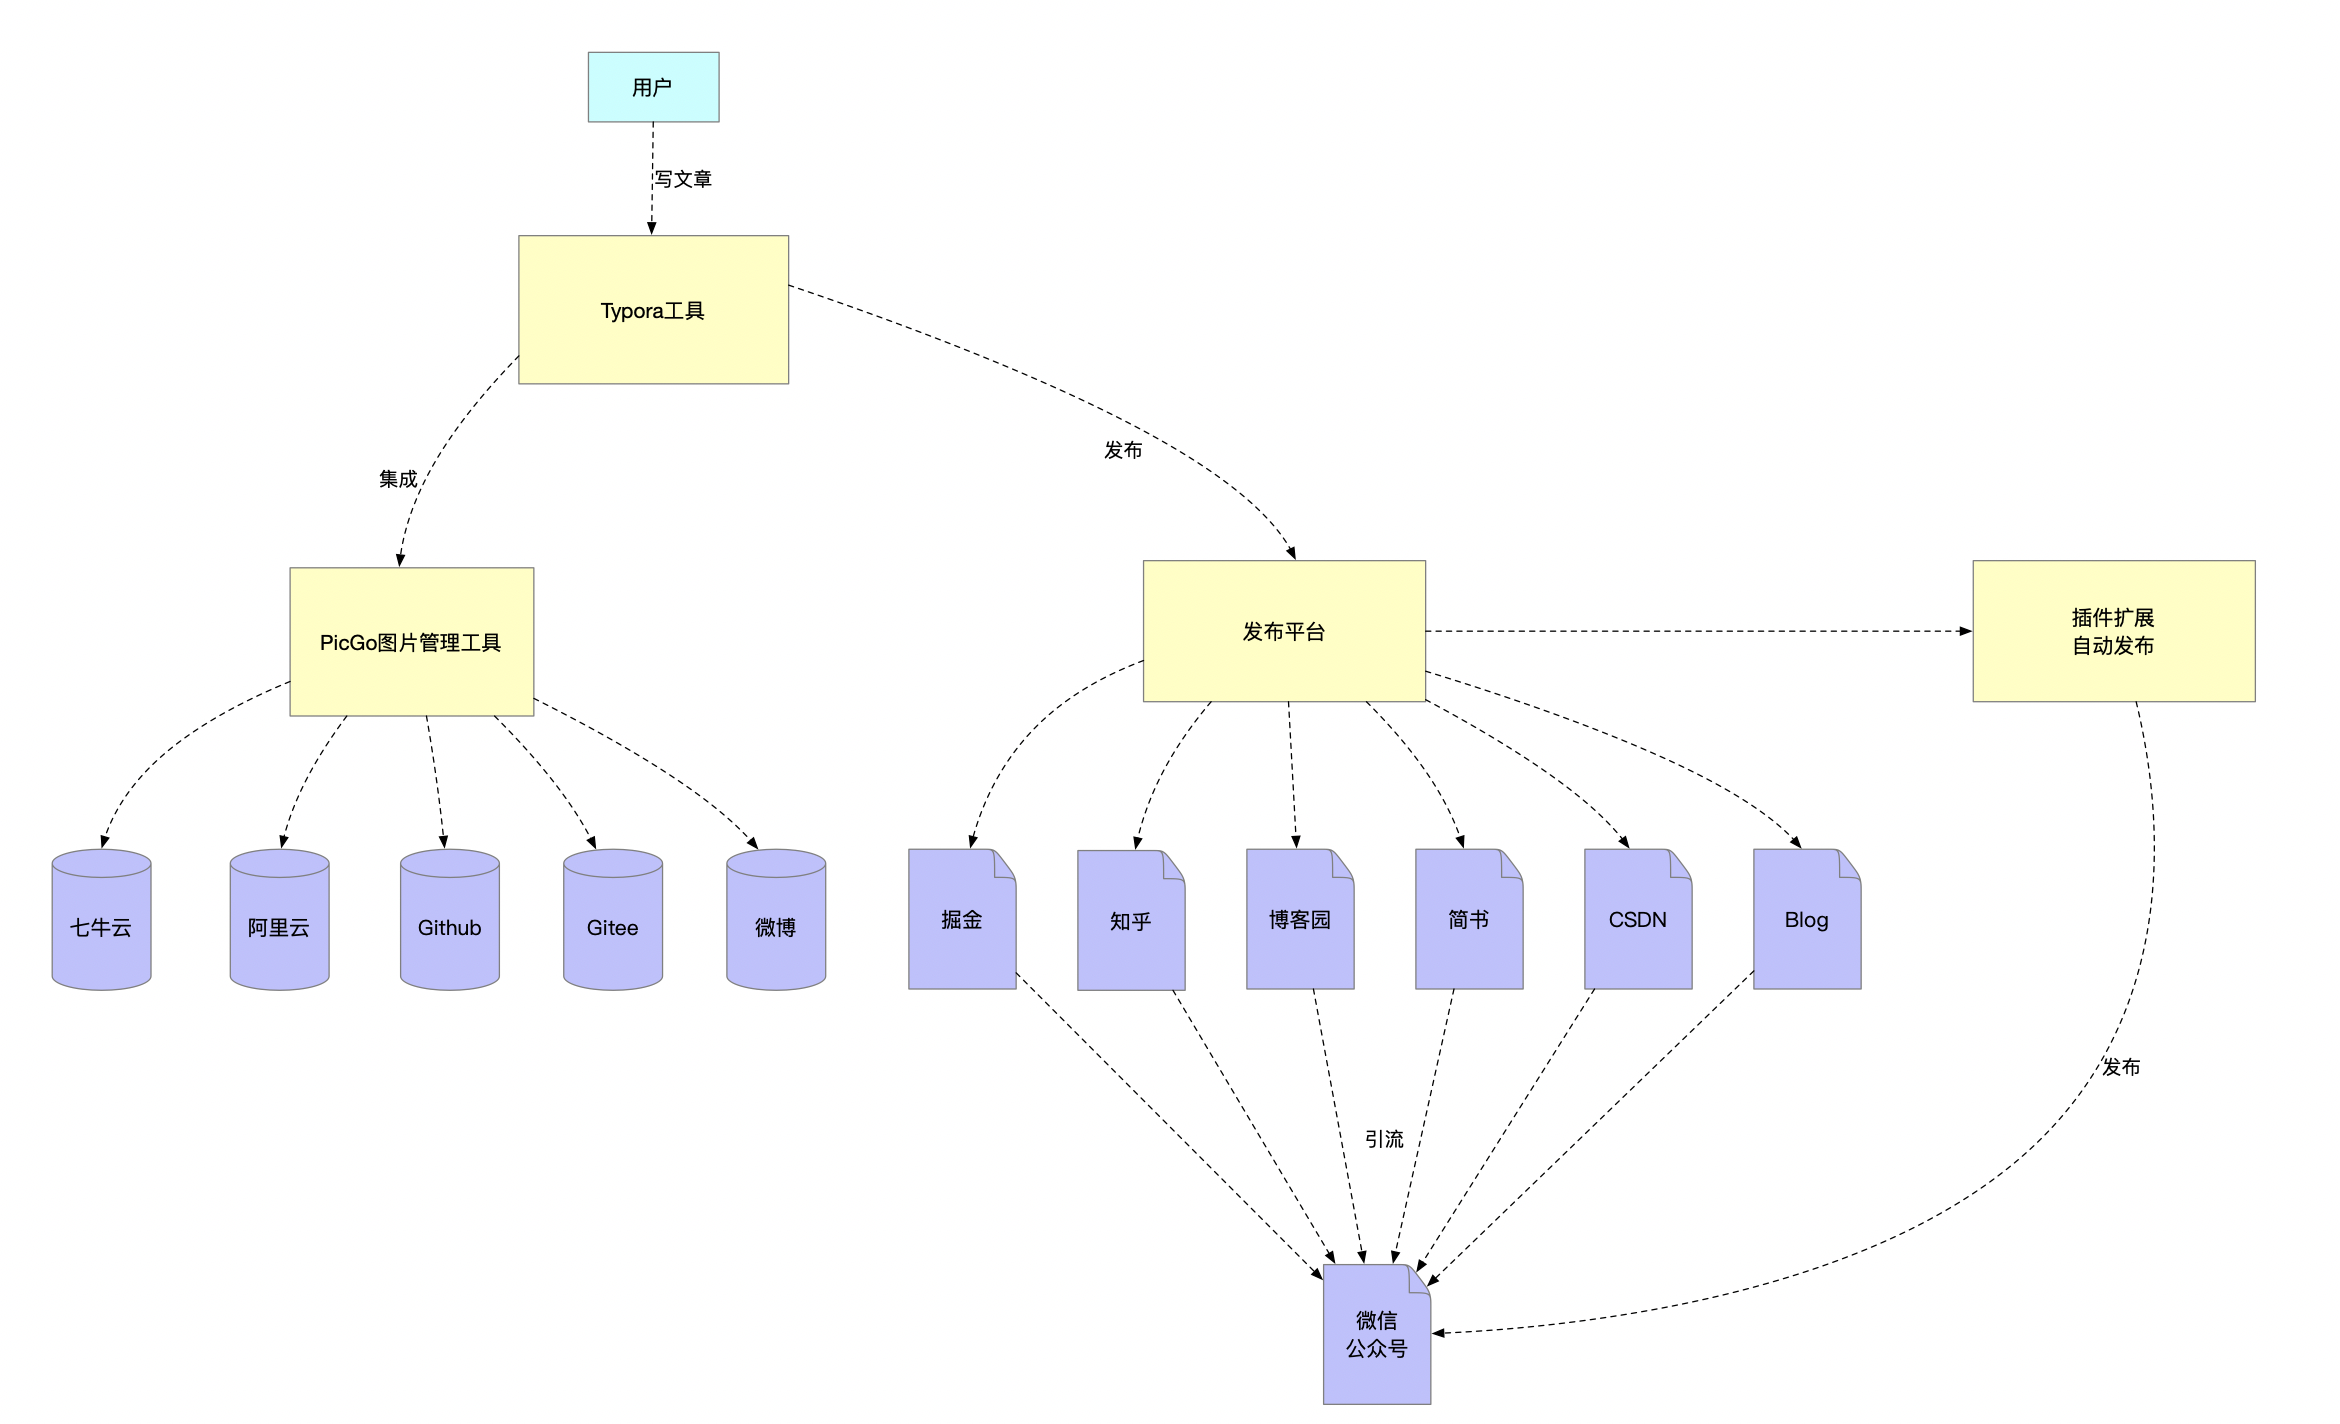 用户
写文章
Typora工具
发布
集成
PicGo图片管理工具
发布平台
插件扩展
自动发布
七牛云
阿里云
Github
Gitee
微博
掘金
知乎
博客园
简书
CSDN
Blog
发布
引流
微信
公众号